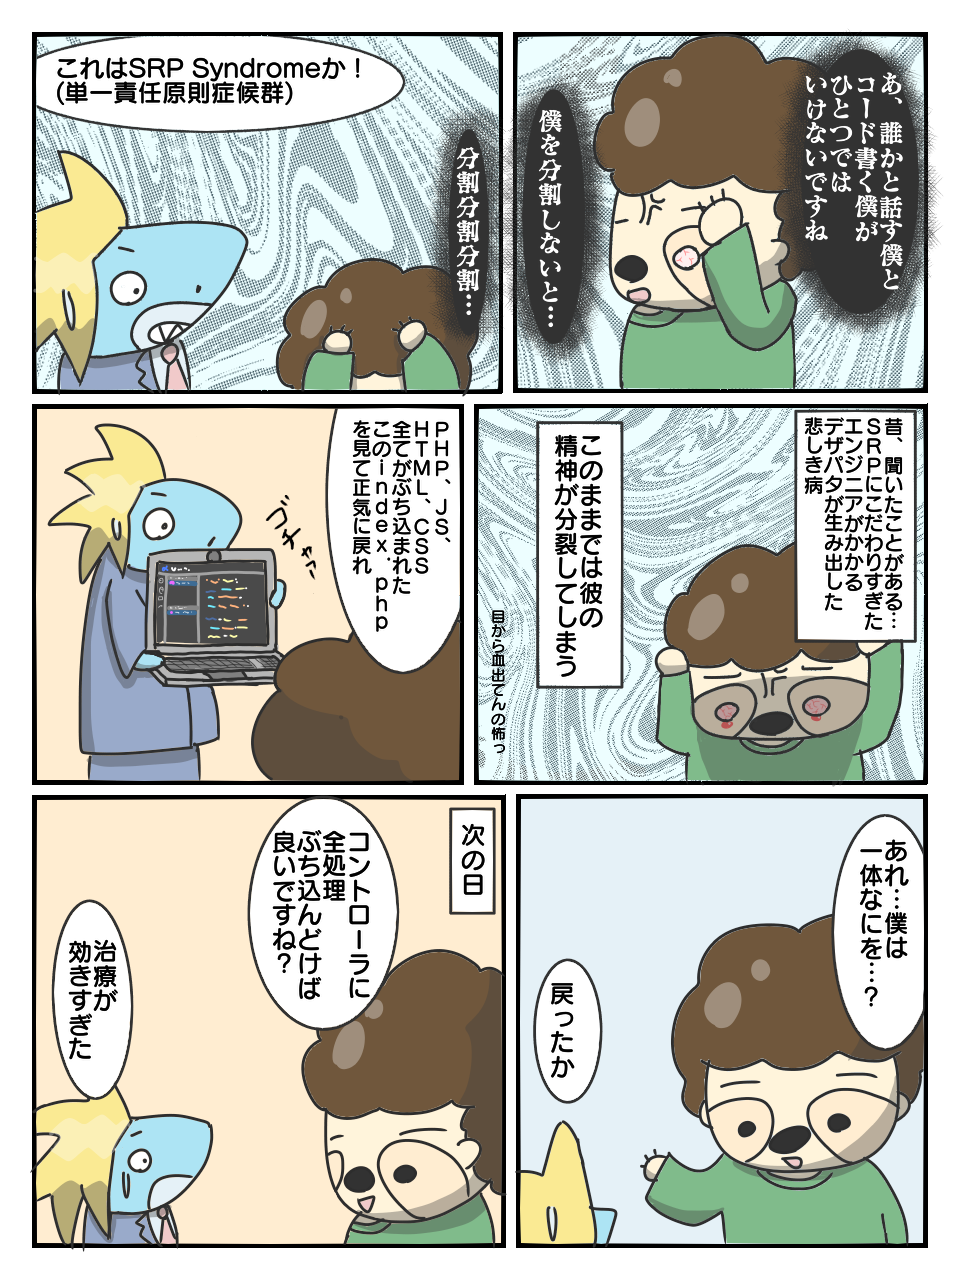 あ、誰かと話す僕と
コード書く僕が
ひとつでは
いけないですね
僕を分割しないと…
分割分割分割…
これはSRP Syndromeか！
(単一責任原則症候群)
昔、聞いたことがある…
SRPにこだわりすぎた
エンジニアがかかる
デザパタが生み出した
悲しき病
このままでは彼の
精神が分裂してしまう
目から血出てんの怖っ
PHP、JS、
HTML、CSS
全てがぶち込まれた
このindex.php
を見て正気に戻れ
ゴチャァ
あれ…僕は
一体なにを…？
戻ったか
次の日
コントローラに
全処理
ぶち込んどけば
良いですね？
治療が
効きすぎた